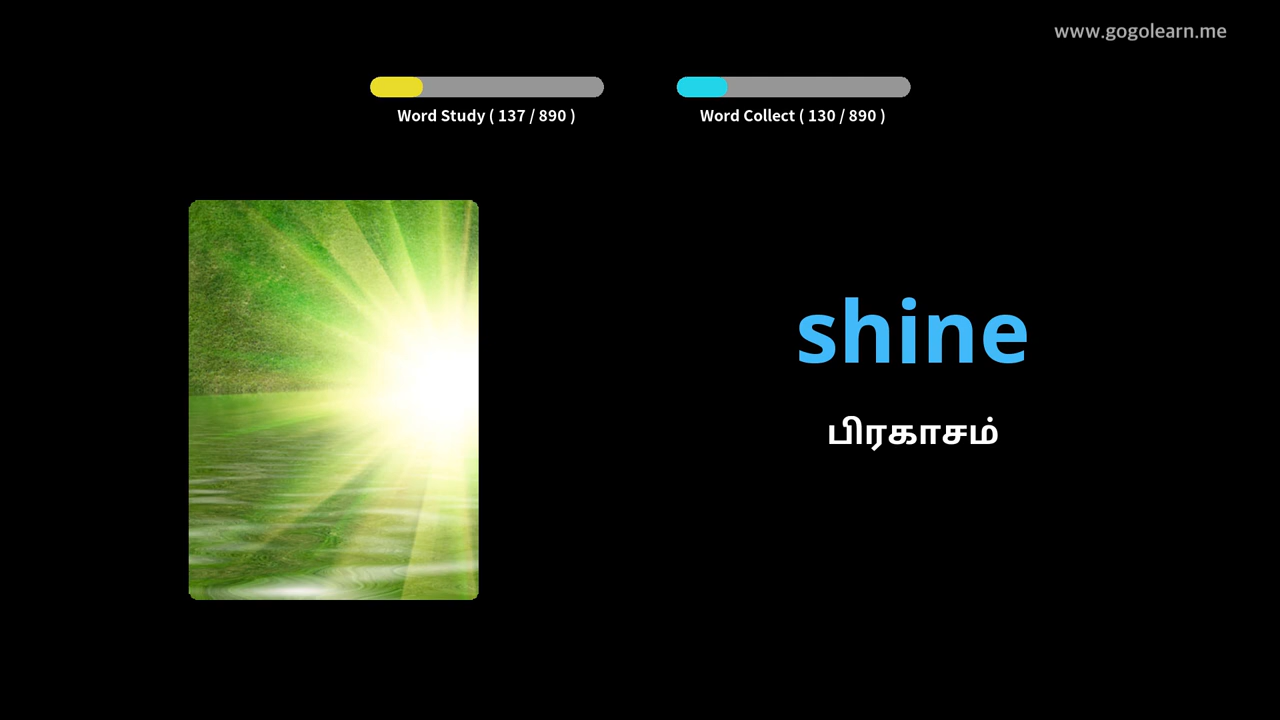 www.gogolearn.me
Word Study ( 137 / 890 )
Word Collect ( 130 / 890 )
shine
பிரகாசம்